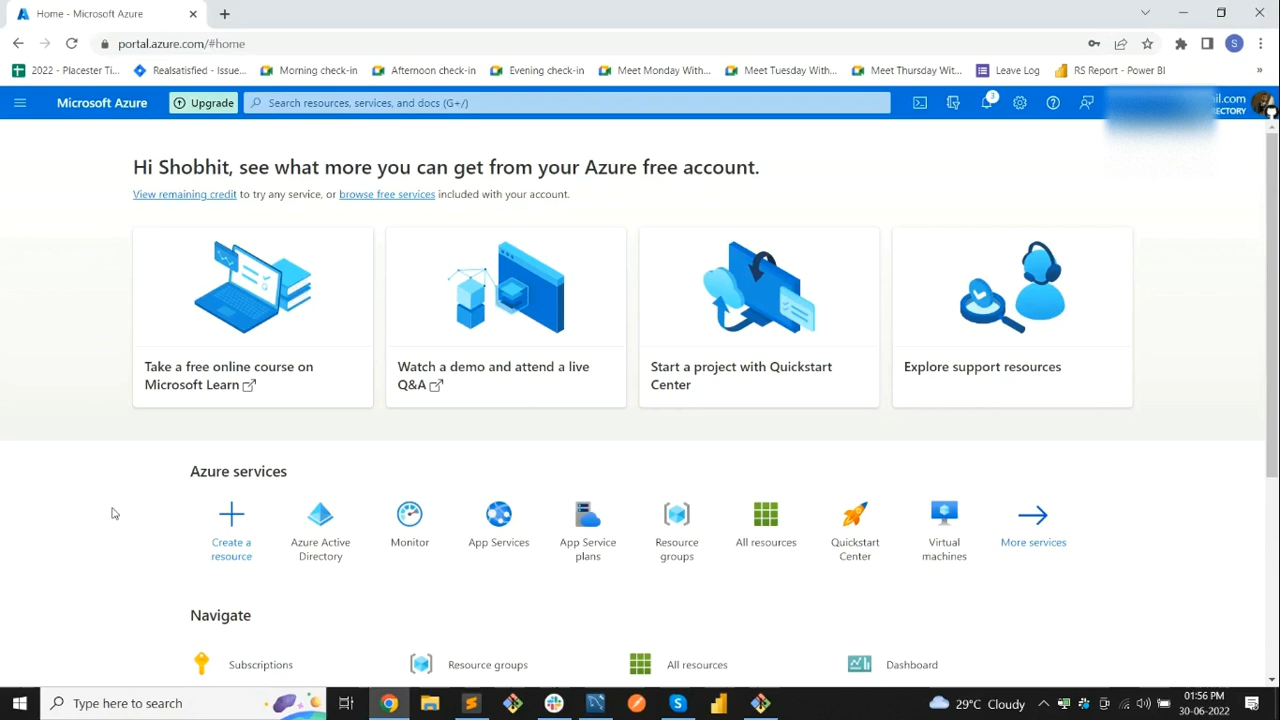 Home - Microsoft Azure
portal.azure.com/#home
2022 - Placester Ti...
Realsatisfied - Issue...
Morning check-in
Afternoon check-in
Evening check-in
Meet Monday With...
Meet Tuesday With...
Meet Thursday With...
Leave Log
RS Report - Power BI
»
S
Microsoft Azure
Upgrade
Search resources, services, and docs (G+/)
3
il.com
ECTORY
Hi Shobhit, see what more you can get from your Azure free account.
View remaining credit to try any service, or browse free services included with your account.
Take a free online course on
Microsoft Learn
Watch a demo and attend a live
Q&A
Start a project with Quickstart
Center
Explore support resources
Azure services
Create a
resource
Azure Active
Directory
Monitor
App Services
App Service
plans
Resource
groups
All resources
Quickstart
Center
Virtual
machines
More services
Navigate
Subscriptions
Resource groups
All resources
Dashboard
Type here to search
29°C Cloudy
01:56 PM
30-06-2022